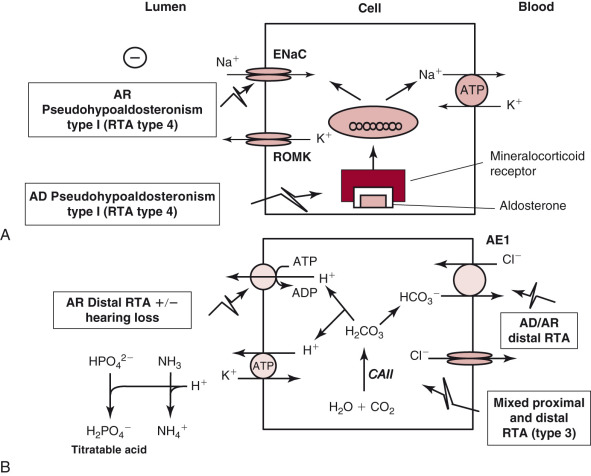 Lumen Cell Blood
−
ENaC
Na⁺ Na⁺
ATP
AR
Pseudohypoaldosteronism
type I (RTA type 4)
K⁺ K⁺
ROMK
Mineralocorticoid
receptor
AD Pseudohypoaldosteronism
type I (RTA type 4)
Aldosterone
A
AE1
ATP Cl⁻
H⁺
ADP HCO₃⁻
AR Distal RTA +/−
hearing loss
AD/AR
distal RTA
H₂CO₃
H⁺ Cl⁻
HPO₄²⁻ NH₃ ATP
K⁺ CAII
H⁺
H₂O + CO₂
Mixed proximal
and distal
RTA (type 3)
H₂PO₄⁻ NH₄⁺
Titratable acid
B